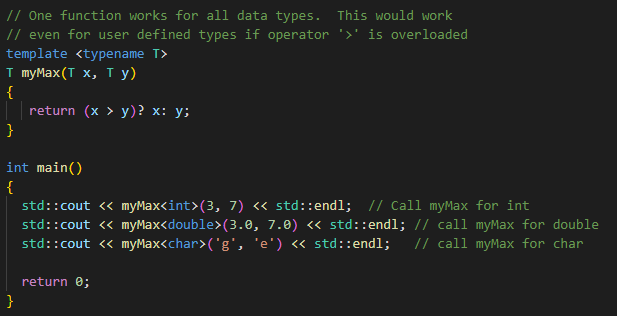 // One function works for all data types.  This would work
// even for user defined types if operator '>' is overloaded
template <typename T>
T myMax(T x, T y)
{
   return (x > y)? x: y;
}

int main()
{
  std::cout << myMax<int>(3, 7) << std::endl;  // Call myMax for int
  std::cout << myMax<double>(3.0, 7.0) << std::endl; // call myMax for double
  std::cout << myMax<char>('g', 'e') << std::endl;   // call myMax for char

  return 0;
}